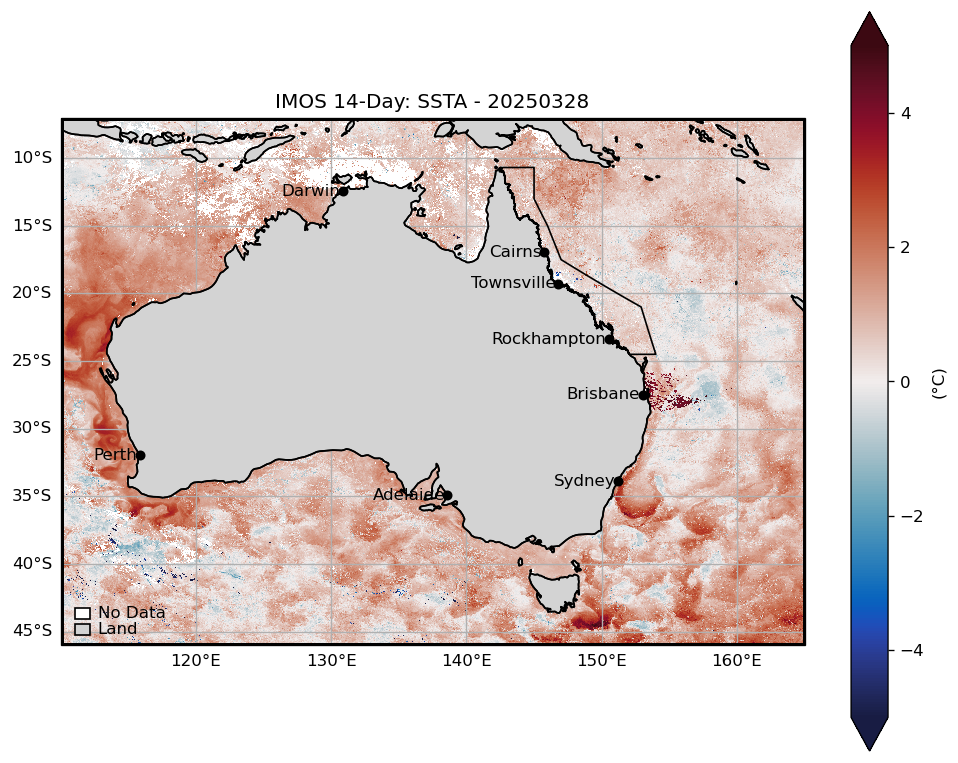 IMOS 14-Day: SSTA - 20250328
10°S
15°S
20°S
25°S
30°S
35°S
40°S
45°S
Darwin
Cairns
Townsville
Rockhampton
Brisbane
Perth
Sydney
Adelaide
No Data
Land
120°E
130°E
140°E
150°E
160°E
4
2
0
−2
−4
(°C)